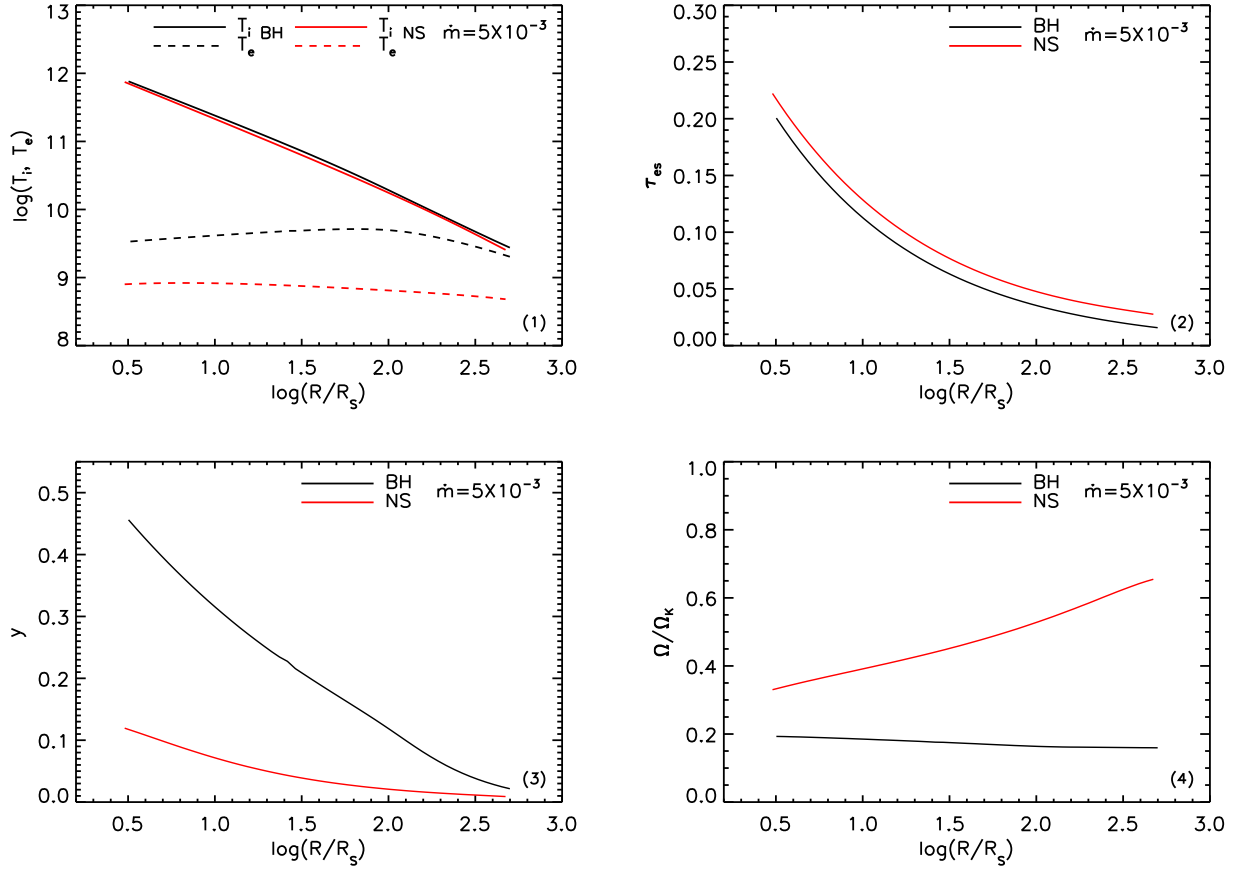 13
12
11
10
9
8
log(T_i, T_e)
T_i BH T_i NS ṁ=5X10⁻³
T_e T_e
(1)
0.5 1.0 1.5 2.0 2.5 3.0
log(R/R_S)
0.30
0.25
0.20
0.15
0.10
0.05
0.00
τ_es
BH ṁ=5X10⁻³
NS
(2)
0.5 1.0 1.5 2.0 2.5 3.0
log(R/R_S)
0.5
0.4
0.3
0.2
0.1
0.0
y
BH ṁ=5X10⁻³
NS
(3)
0.5 1.0 1.5 2.0 2.5 3.0
log(R/R_S)
1.0
0.8
0.6
0.4
0.2
0.0
Ω/Ω_K
BH ṁ=5X10⁻³
NS
(4)
0.5 1.0 1.5 2.0 2.5 3.0
log(R/R_S)